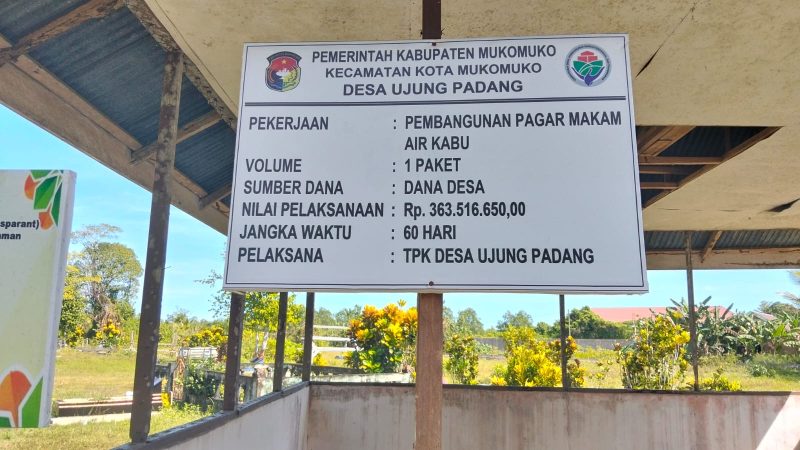 PEMERINTAH KABUPATEN MUKOMUKO
KECAMATAN KOTA MUKOMUKO
DESA UJUNG PADANG
PEKERJAAN : PEMBANGUNAN PAGAR MAKAM
AIR KABU
VOLUME : 1 PAKET
SUMBER DANA : DANA DESA
NILAI PELAKSANAAN : Rp. 363.516.650,00
JANGKA WAKTU : 60 HARI
PELAKSANA : TPK DESA UJUNG PADANG
sparant)
man